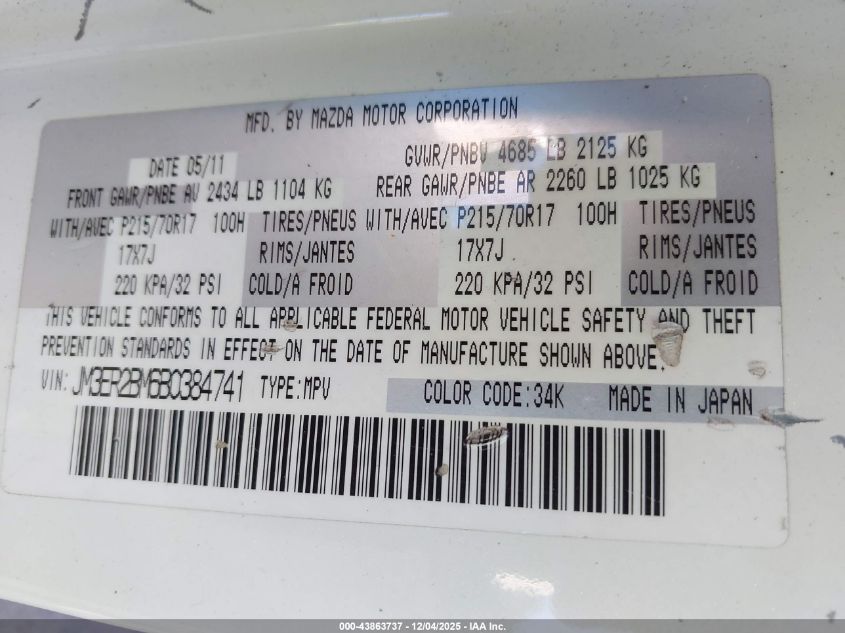 MFD. BY MAZDA MOTOR CORPORATION
DATE 05/11 GVWR/PNBV 4685 LB 2125 KG
FRONT GAWR/PNBE AV 2434 LB 1104 KG REAR GAWR/PNBE AR 2260 LB 1025 KG
WITH/AVEC P215/70R17 100H TIRES/PNEUS WITH/AVEC P215/70R17 100H TIRES/PNEUS
17X7J RIMS/JANTES 17X7J RIMS/JANTES
220 KPA/32 PSI COLD/A FROID 220 KPA/32 PSI COLD/A FROID
THIS VEHICLE CONFORMS TO ALL APPLICABLE FEDERAL MOTOR VEHICLE SAFETY AND THEFT
PREVENTION STANDARDS IN EFFECT ON THE DATE OF MANUFACTURE SHOWN ABOVE.
VIN: JM3ER2BM6B0384741 TYPE:MPV COLOR CODE:34K MADE IN JAPAN
000-43863737 - 12/04/2025 - IAA Inc.